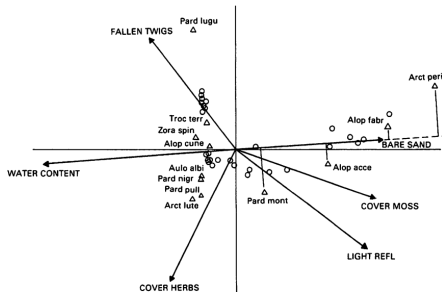 Pard lugu
FALLEN TWIGS
Arct peri
Troc terr
Alop fabr
Zora spin
Alop cune
BARE SAND
WATER CONTENT
Aulo albi
Alop acce
Pard nigr
Pard pull
Pard mont
Arct lute
COVER MOSS
LIGHT REFL
COVER HERBS